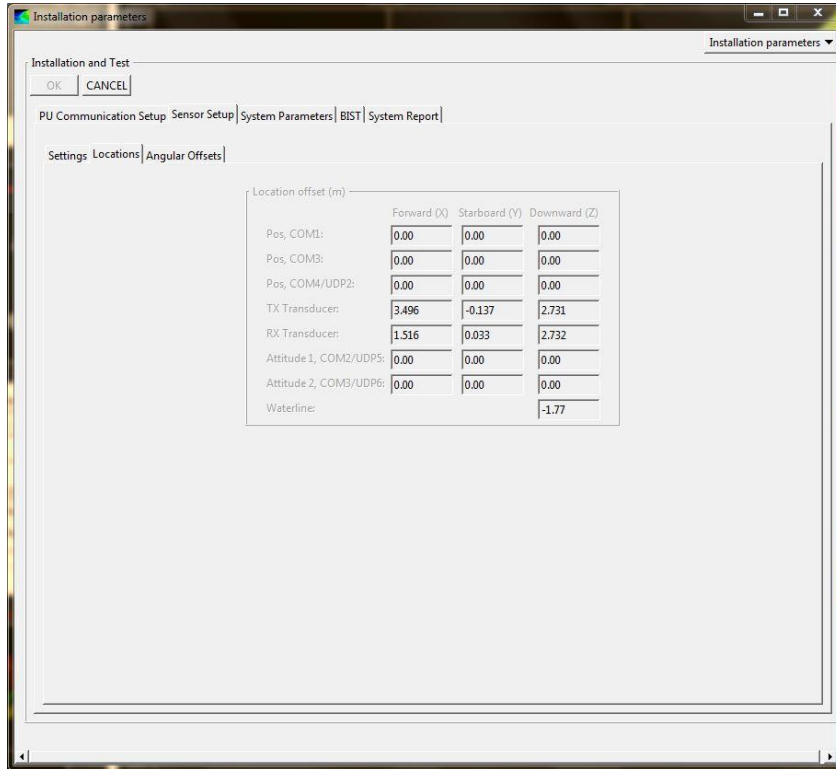 Installation parameters
Installation parameters
Installation and Test
OK CANCEL
PU Communication Setup Sensor Setup System Parameters BIST System Report
Settings Locations Angular Offsets
Location offset (m)
Forward (X) Starboard (Y) Downward (Z)
Pos, COM1: 0.00 0.00 0.00
Pos, COM3: 0.00 0.00 0.00
Pos, COM4/UDP2: 0.00 0.00 0.00
TX Transducer: 3.496 -0.137 2.731
RX Transducer: 1.516 0.033 2.732
Attitude 1, COM2/UDP5: 0.00 0.00 0.00
Attitude 2, COM3/UDP6: 0.00 0.00 0.00
Waterline: -1.77